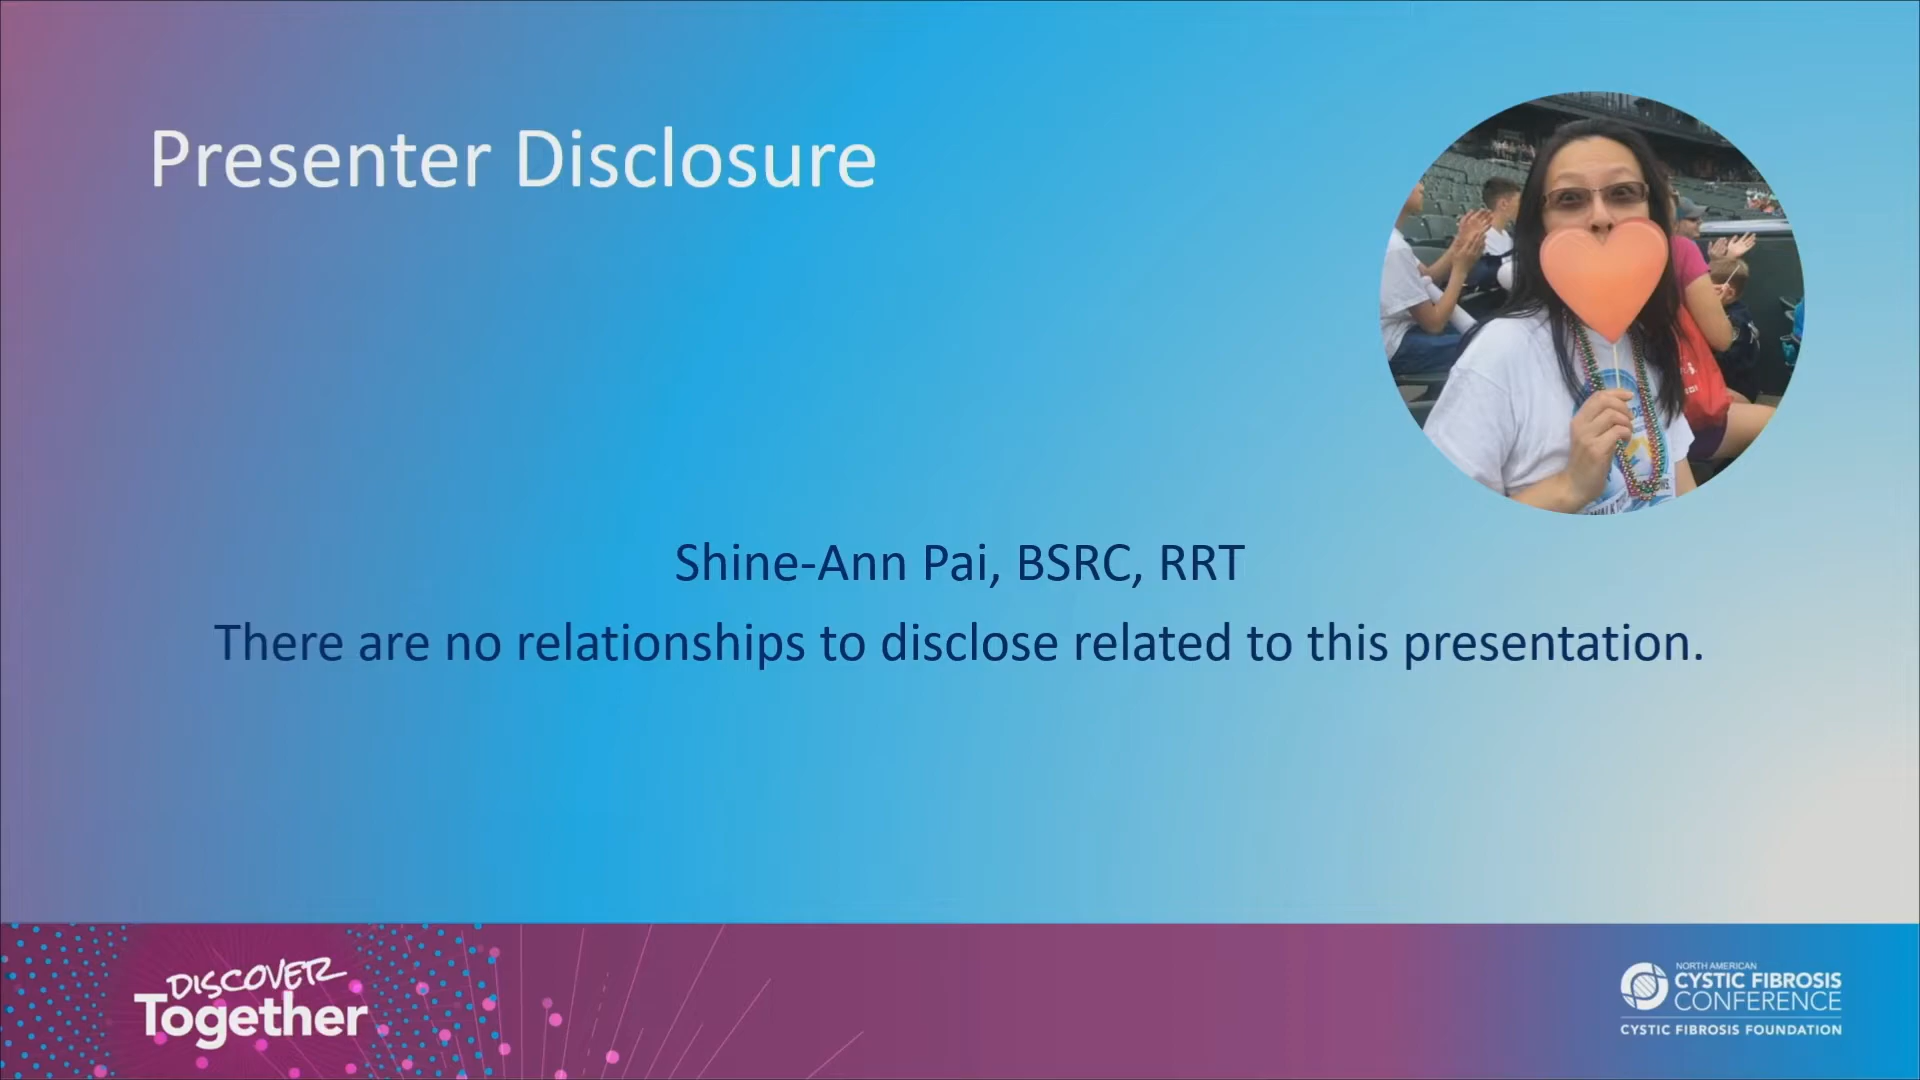 Presenter Disclosure
Shine-Ann Pai, BSRC, RRT
There are no relationships to disclose related to this presentation.
DISCOVER
Together
NORTH AMERICAN
CYSTIC FIBROSIS
CONFERENCE
CYSTIC FIBROSIS FOUNDATION